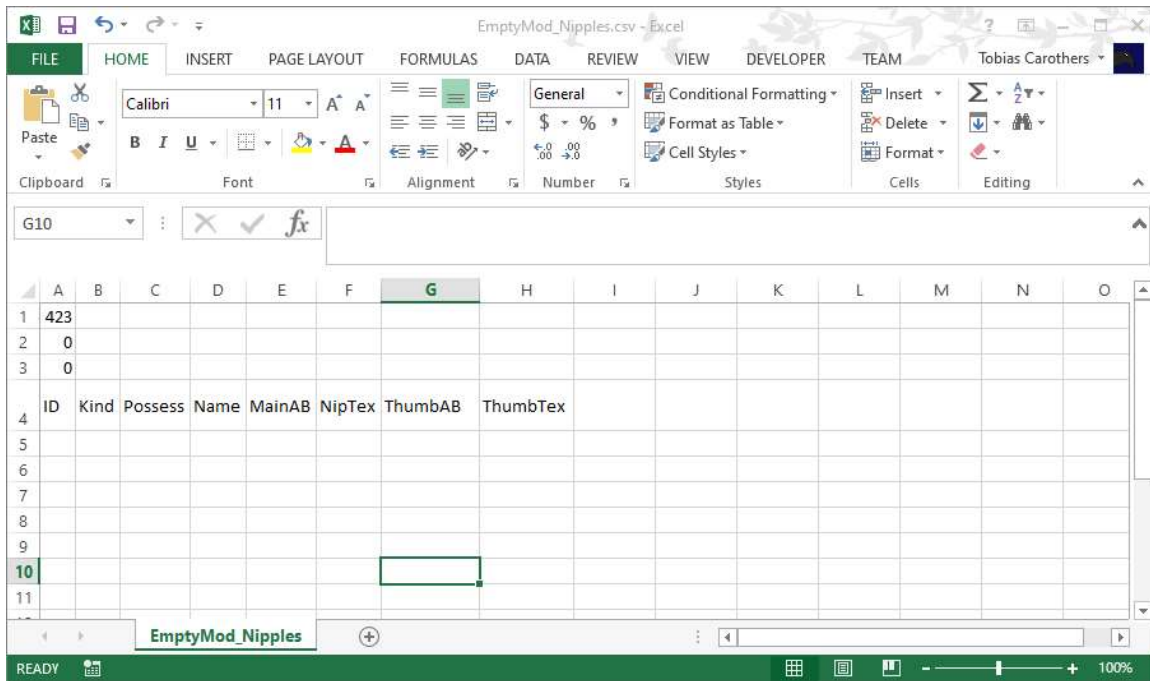 EmptyMod_Nipples.csv - Excel ?
FILE HOME INSERT PAGE LAYOUT FORMULAS DATA REVIEW VIEW DEVELOPER TEAM Tobias Carothers
Calibri 11 A A General Conditional Formatting Insert Σ
Paste B I U A $ % , Format as Table Delete
.00 .0 Cell Styles Format
Clipboard Font Alignment Number Styles Cells Editing
G10 fx
A B C D E F G H I J K L M N O
1 423
2 0
3 0
4 ID Kind Possess Name MainAB NipTex ThumbAB ThumbTex
5
6
7
8
9
10
11
EmptyMod_Nipples
READY 100%